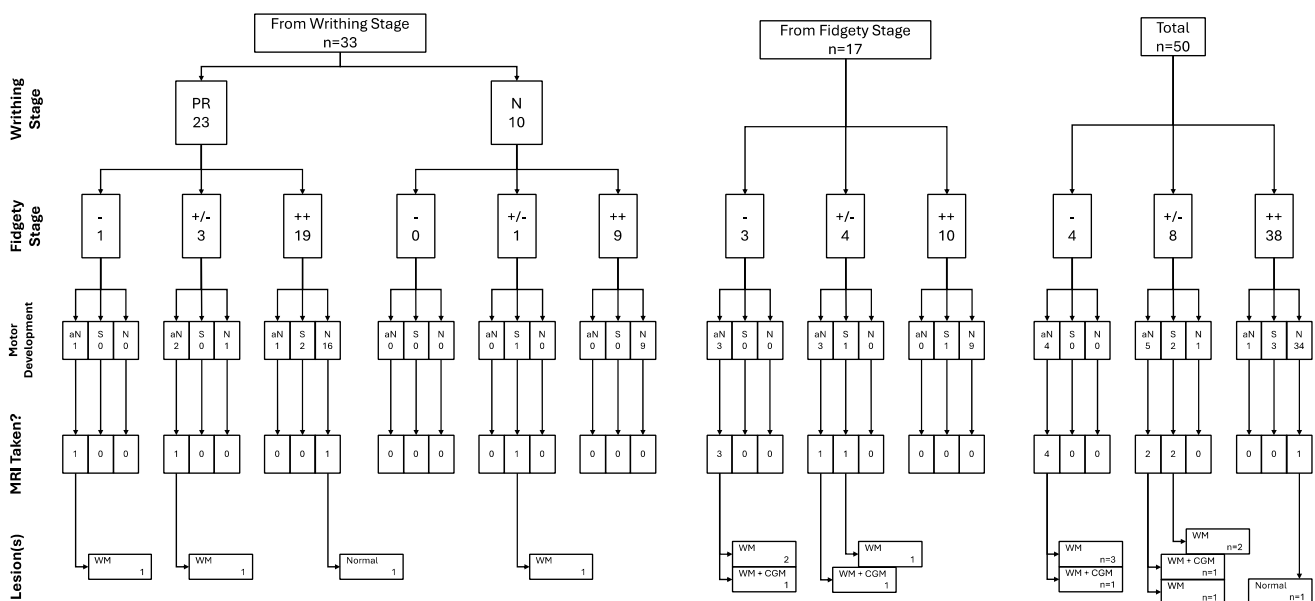 From Writhing Stage
n=33
From Fidgety Stage
n=17
Total
n=50
Writhing
Stage
PR
23
N
10
Fidgety
Stage
-
1
+/-
3
++
19
-
0
+/-
1
++
9
-
3
+/-
4
++
10
-
4
+/-
8
++
38
Motor
Development
aN S N
1 0 0
aN S N
2 0 1
aN S N
1 2 16
aN S N
0 0 0
aN S N
0 1 0
aN S N
0 0 9
aN S N
3 0 0
aN S N
3 1 0
aN S N
0 1 9
aN S N
4 0 0
aN S N
5 2 1
aN S N
1 3 34
MRI Taken?
1 0 0
1 0 0
0 0 1
0 0 0
0 1 0
0 0 0
3 0 0
1 1 0
0 0 0
4 0 0
2 2 0
0 0 1
Lesion(s)
WM
1
WM
1
Normal
1
WM
1
WM
2
WM + CGM
1
WM
1
WM + CGM
1
WM
n=3
WM + CGM
n=1
WM
n=2
WM + CGM
n=1
WM
n=1
Normal
n=1